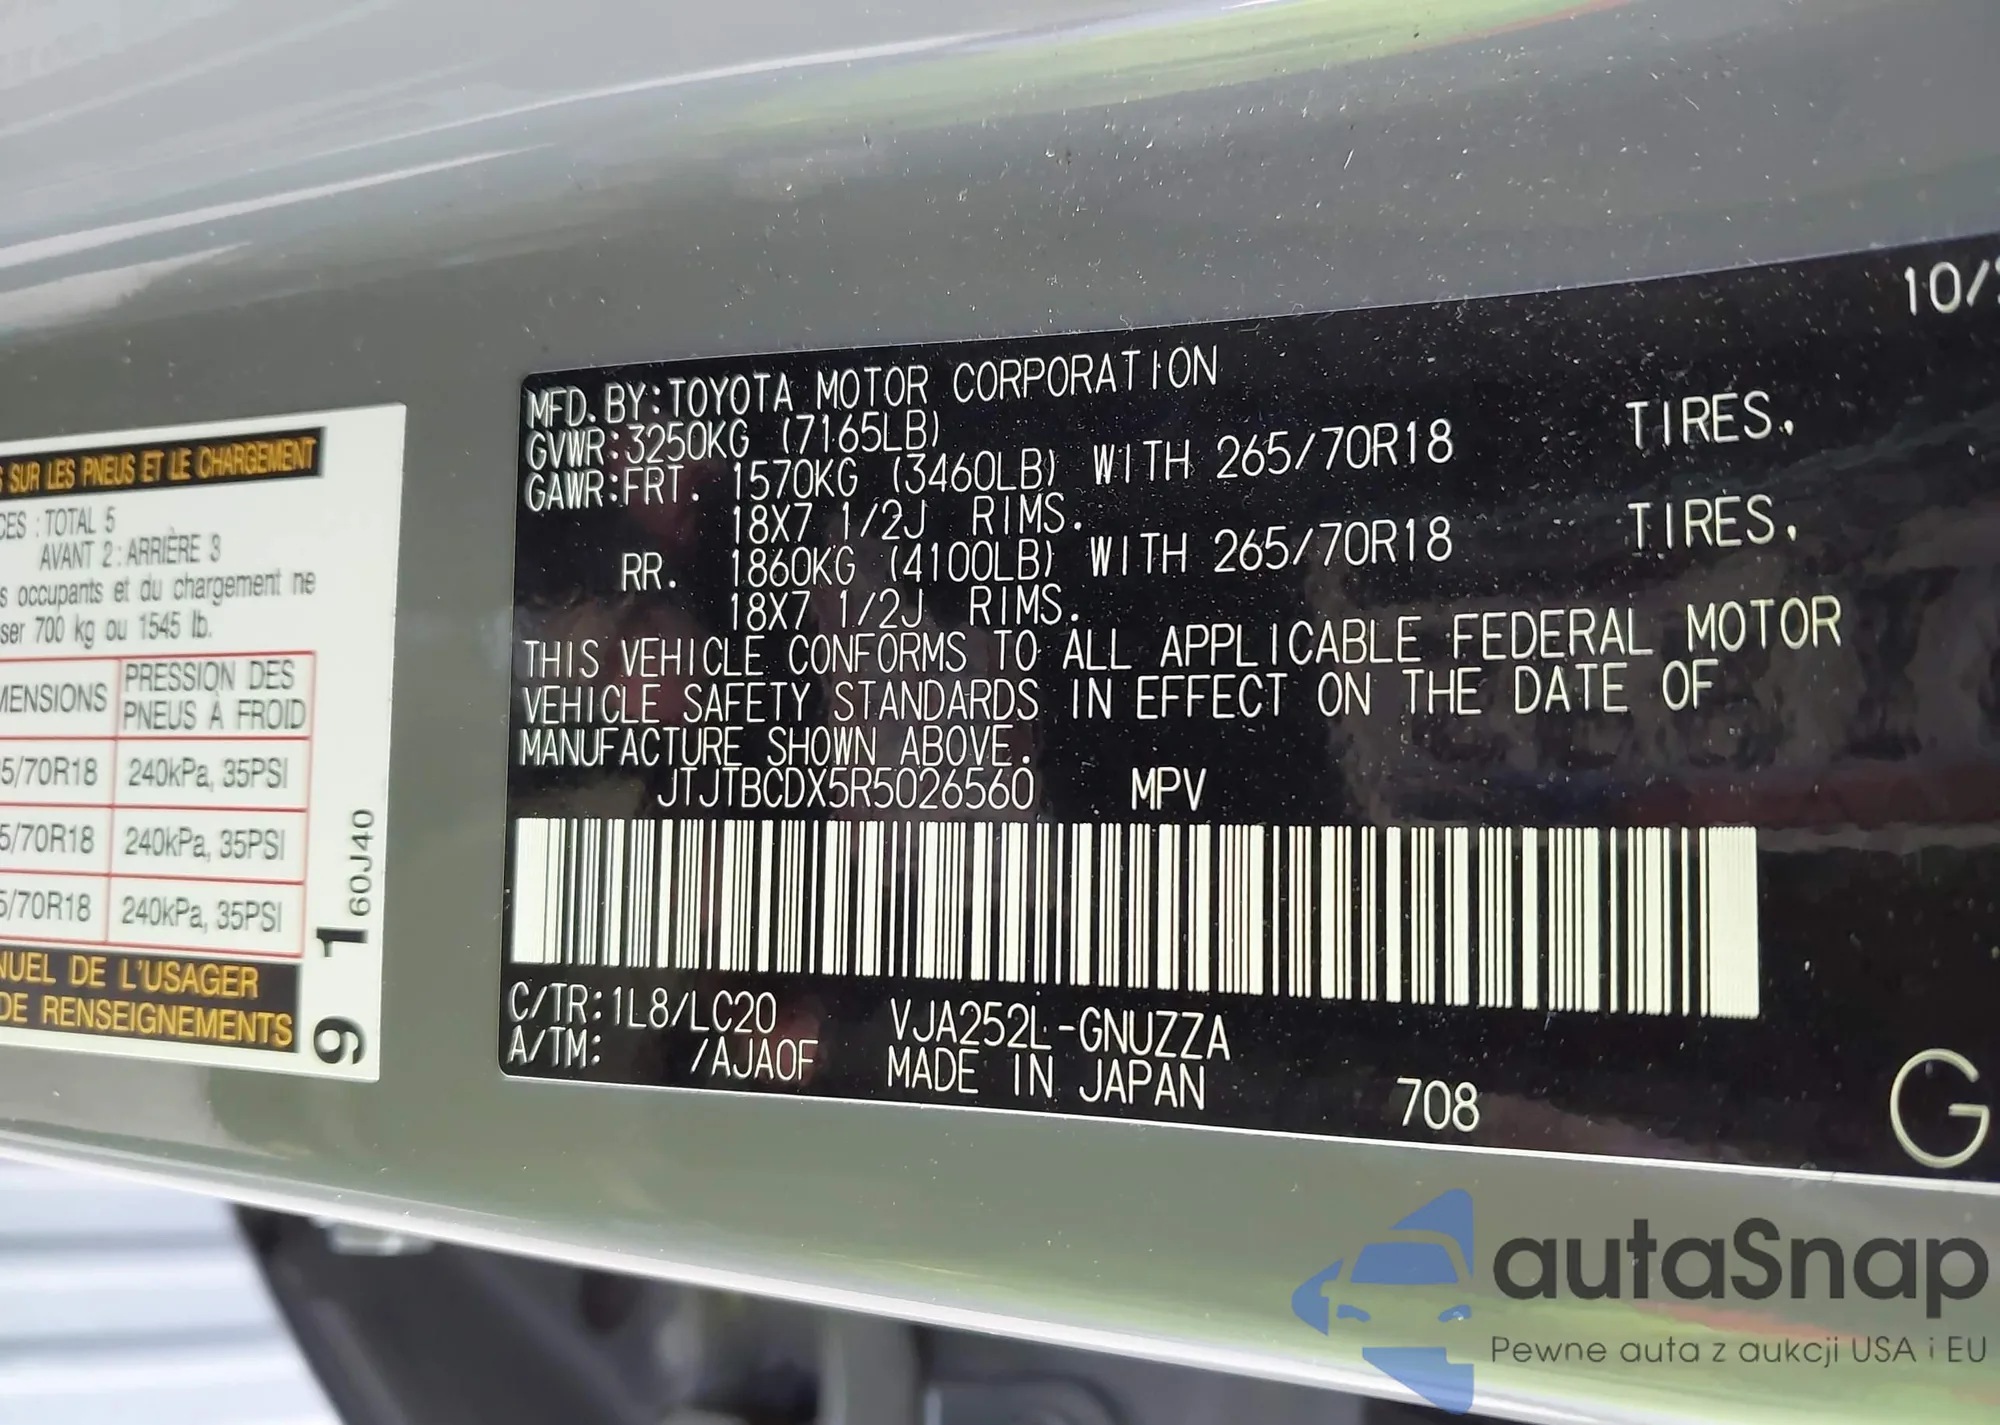 SUR LES PNEUS ET LE CHARGEMENT
TOTAL 5
AVANT 2 : ARRIÈRE 3
occupants et du chargement ne
700 kg ou 1545 lb.
PRESSION DES
PNEUS À FROID
5/70R18 240kPa, 35PSI
5/70R18 240kPa, 35PSI
5/70R18 240kPa, 35PSI
DE L'USAGER
DE RENSEIGNEMENTS
91
60J40
10/
MFD. BY: TOYOTA MOTOR CORPORATION
GVWR: 3250KG (7165LB)
GAWR: FRT. 1570KG (3460LB) WITH 265/70R18 TIRES,
18X7 1/2J RIMS.
RR. 1860KG (4100LB) WITH 265/70R18 TIRES,
18X7 1/2J RIMS.
THIS VEHICLE CONFORMS TO ALL APPLICABLE FEDERAL MOTOR
VEHICLE SAFETY STANDARDS IN EFFECT ON THE DATE OF
MANUFACTURE SHOWN ABOVE.
JTJTBCDX5R5026560 MPV
C/TR: 1L8/LC20 VJA252L-GNUZZA
A/TM: /AJA0F MADE IN JAPAN 708
G
autaSnap
Pewne auta z aukcji USA i EU